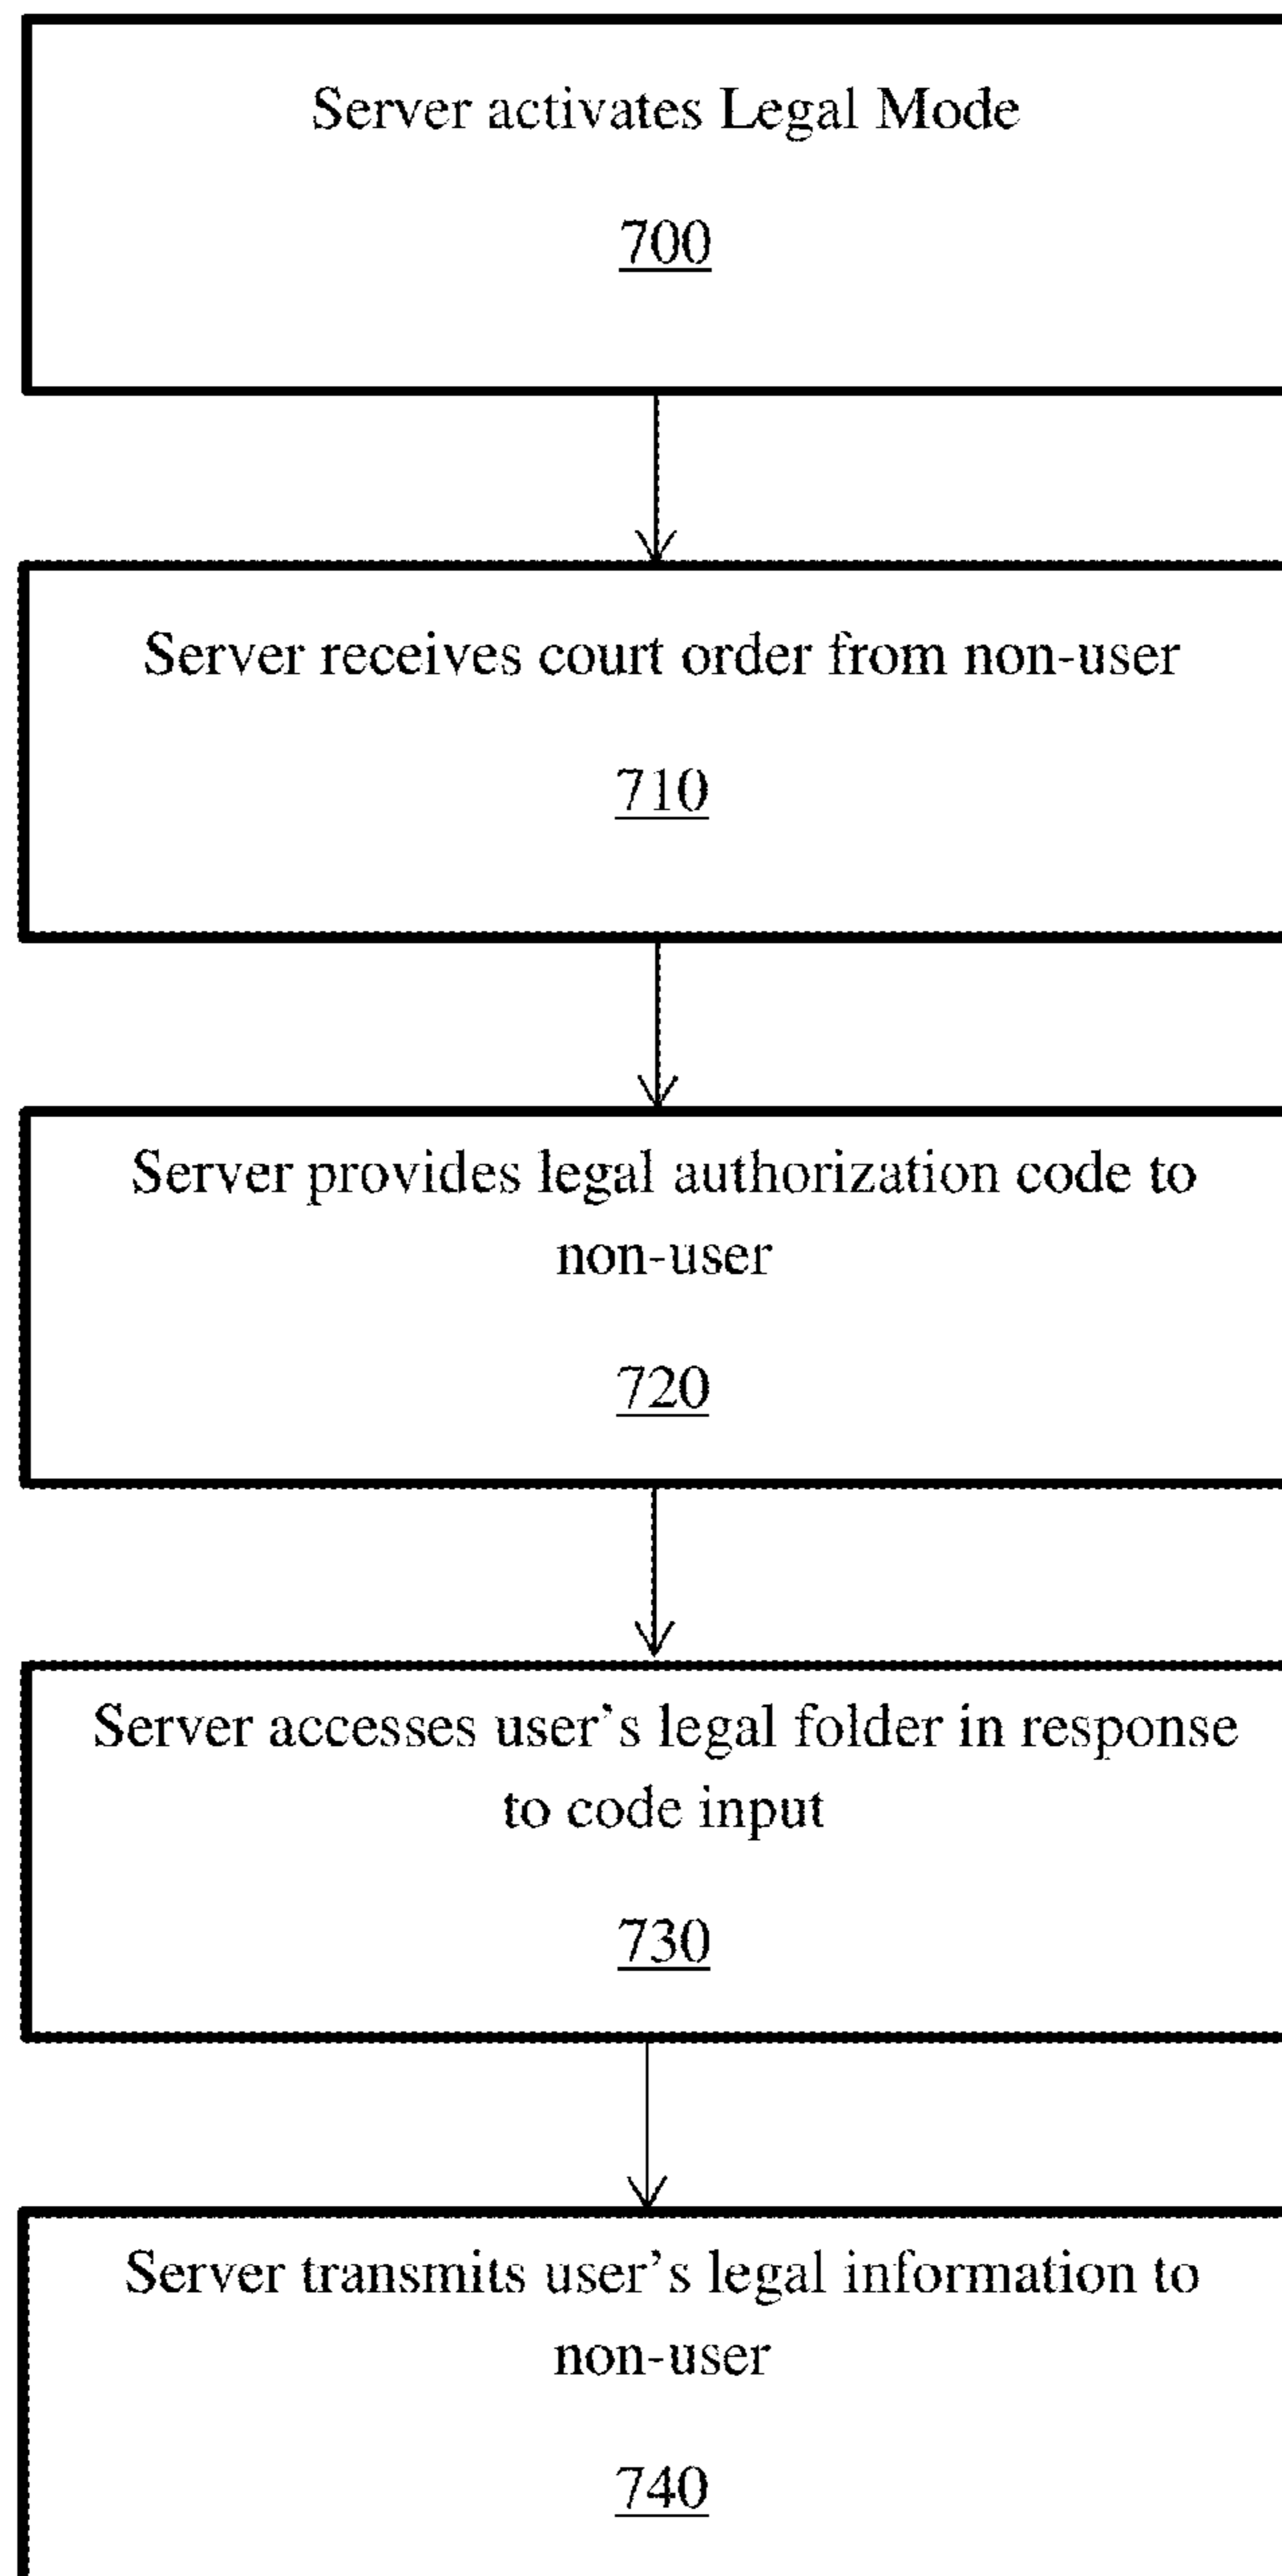 Server activates Legal Mode
700
Server receives court order from non-user
710
Server provides legal authorization code to
non-user
720
Server accesses user's legal folder in response
to code input
730
Server transmits user's legal information to
non-user
740